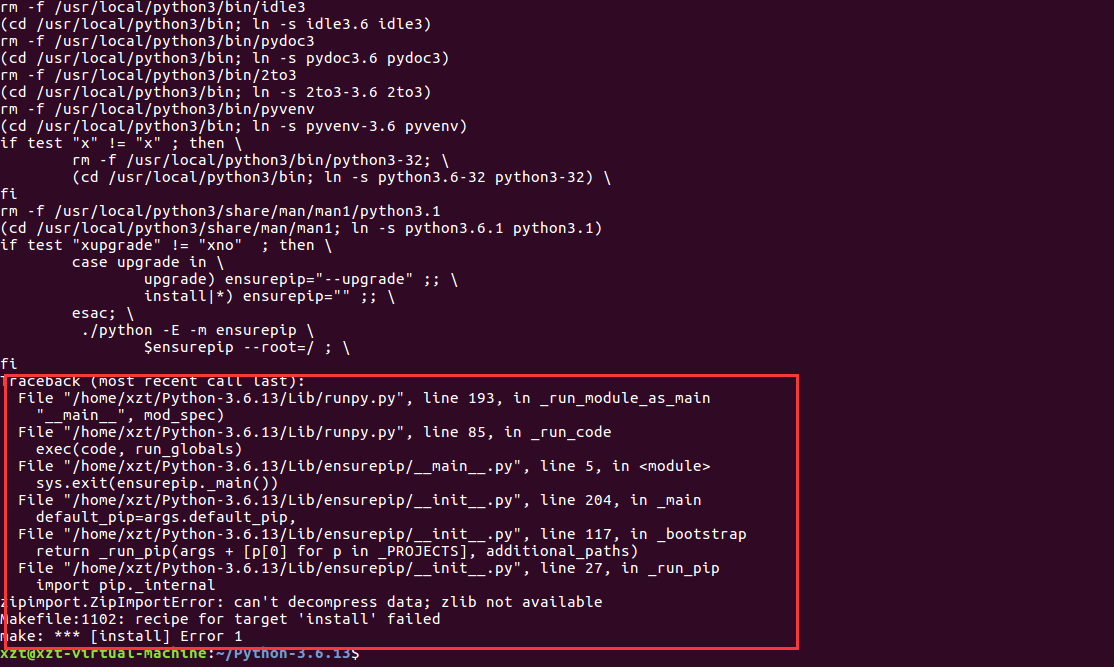 rm -f /usr/local/python3/bin/idle3
(cd /usr/local/python3/bin; ln -s idle3.6 idle3)
rm -f /usr/local/python3/bin/pydoc3
(cd /usr/local/python3/bin; ln -s pydoc3.6 pydoc3)
rm -f /usr/local/python3/bin/2to3
(cd /usr/local/python3/bin; ln -s 2to3-3.6 2to3)
rm -f /usr/local/python3/bin/pyvenv
(cd /usr/local/python3/bin; ln -s pyvenv-3.6 pyvenv)
if test "x" != "x" ; then \
        rm -f /usr/local/python3/bin/python3-32; \
        (cd /usr/local/python3/bin; ln -s python3.6-32 python3-32) \
fi
rm -f /usr/local/python3/share/man/man1/python3.1
(cd /usr/local/python3/share/man/man1; ln -s python3.6.1 python3.1)
if test "xupgrade" != "xno"  ; then \
        case upgrade in \
                upgrade) ensurepip="--upgrade" ;; \
                install|*) ensurepip="" ;; \
        esac; \
         ./python -E -m ensurepip \
                $ensurepip --root=/ ; \
fi
Traceback (most recent call last):
  File "/home/xzt/Python-3.6.13/Lib/runpy.py", line 193, in _run_module_as_main
    "__main__", mod_spec)
  File "/home/xzt/Python-3.6.13/Lib/runpy.py", line 85, in _run_code
    exec(code, run_globals)
  File "/home/xzt/Python-3.6.13/Lib/ensurepip/__main__.py", line 5, in <module>
    sys.exit(ensurepip._main())
  File "/home/xzt/Python-3.6.13/Lib/ensurepip/__init__.py", line 204, in _main
    default_pip=args.default_pip,
  File "/home/xzt/Python-3.6.13/Lib/ensurepip/__init__.py", line 117, in _bootstrap
    return _run_pip(args + [p[0] for p in _PROJECTS], additional_paths)
  File "/home/xzt/Python-3.6.13/Lib/ensurepip/__init__.py", line 27, in _run_pip
    import pip._internal
zipimport.ZipImportError: can't decompress data; zlib not available
Makefile:1102: recipe for target 'install' failed
make: *** [install] Error 1
xzt@xzt-virtual-machine:~/Python-3.6.13$